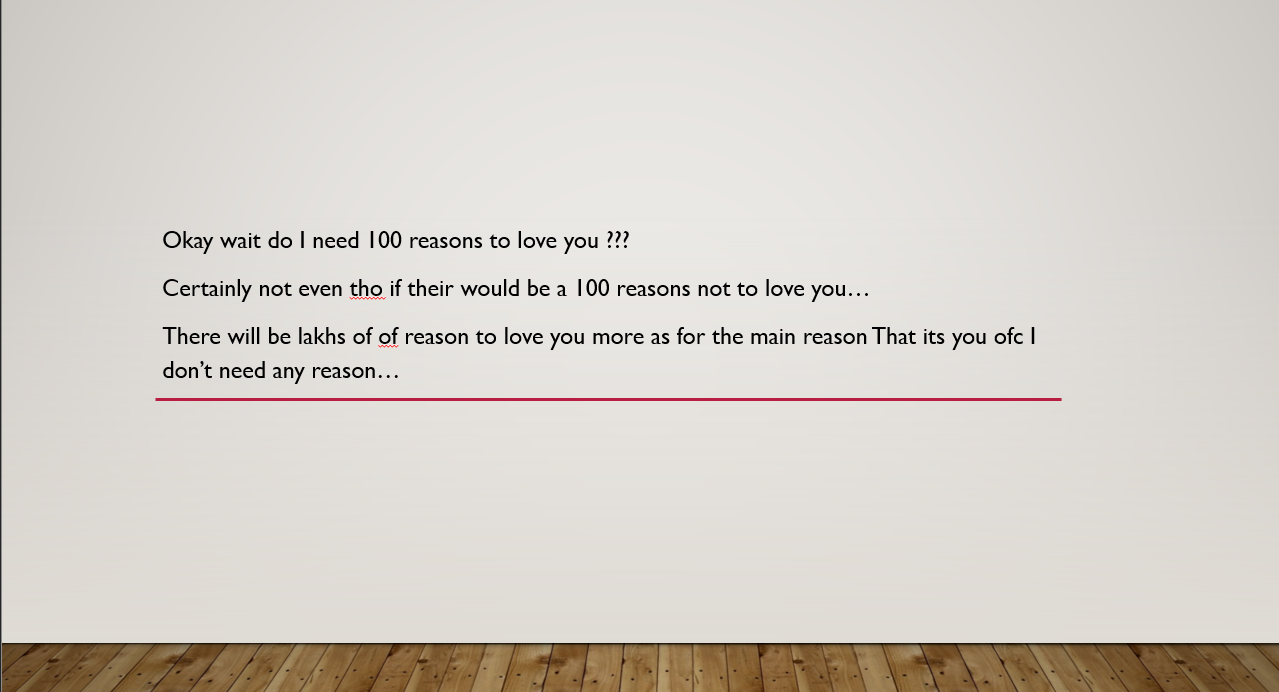 Okay wait do I need 100 reasons to love you ???
Certainly not even tho if their would be a 100 reasons not to love you…
There will be lakhs of of reason to love you more as for the main reason That its you ofc I
don’t need any reason…